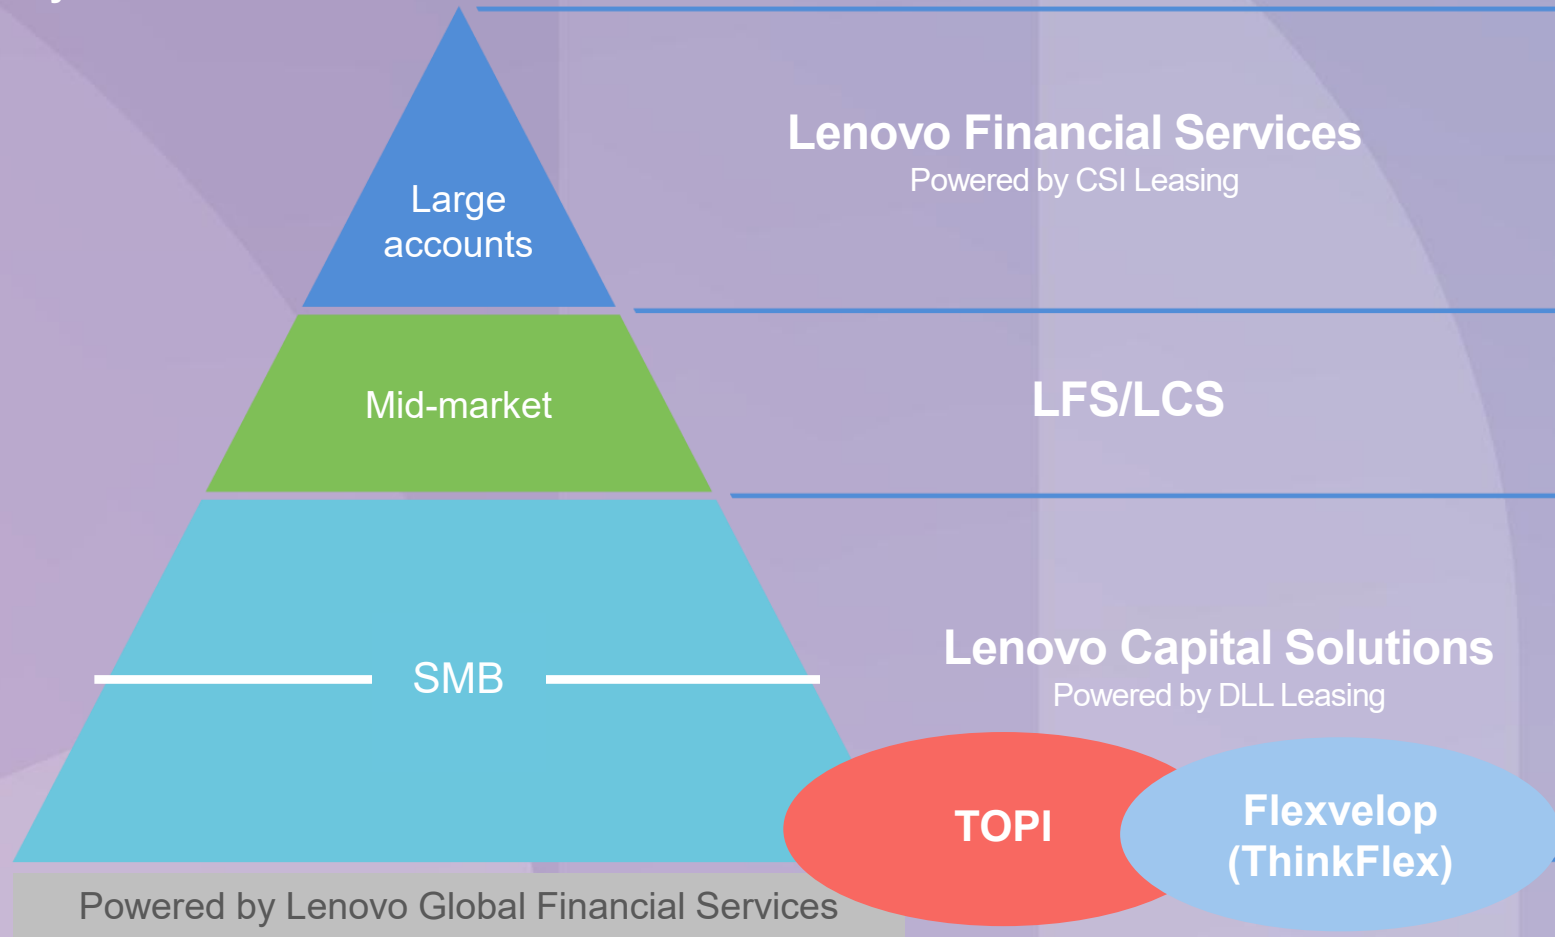 Lenovo Financial Services
Powered by CSI Leasing
Large
accounts
Mid-market
LFS/LCS
SMB
Lenovo Capital Solutions
Powered by DLL Leasing
TOPI
Flexvelop
(ThinkFlex)
Powered by Lenovo Global Financial Services